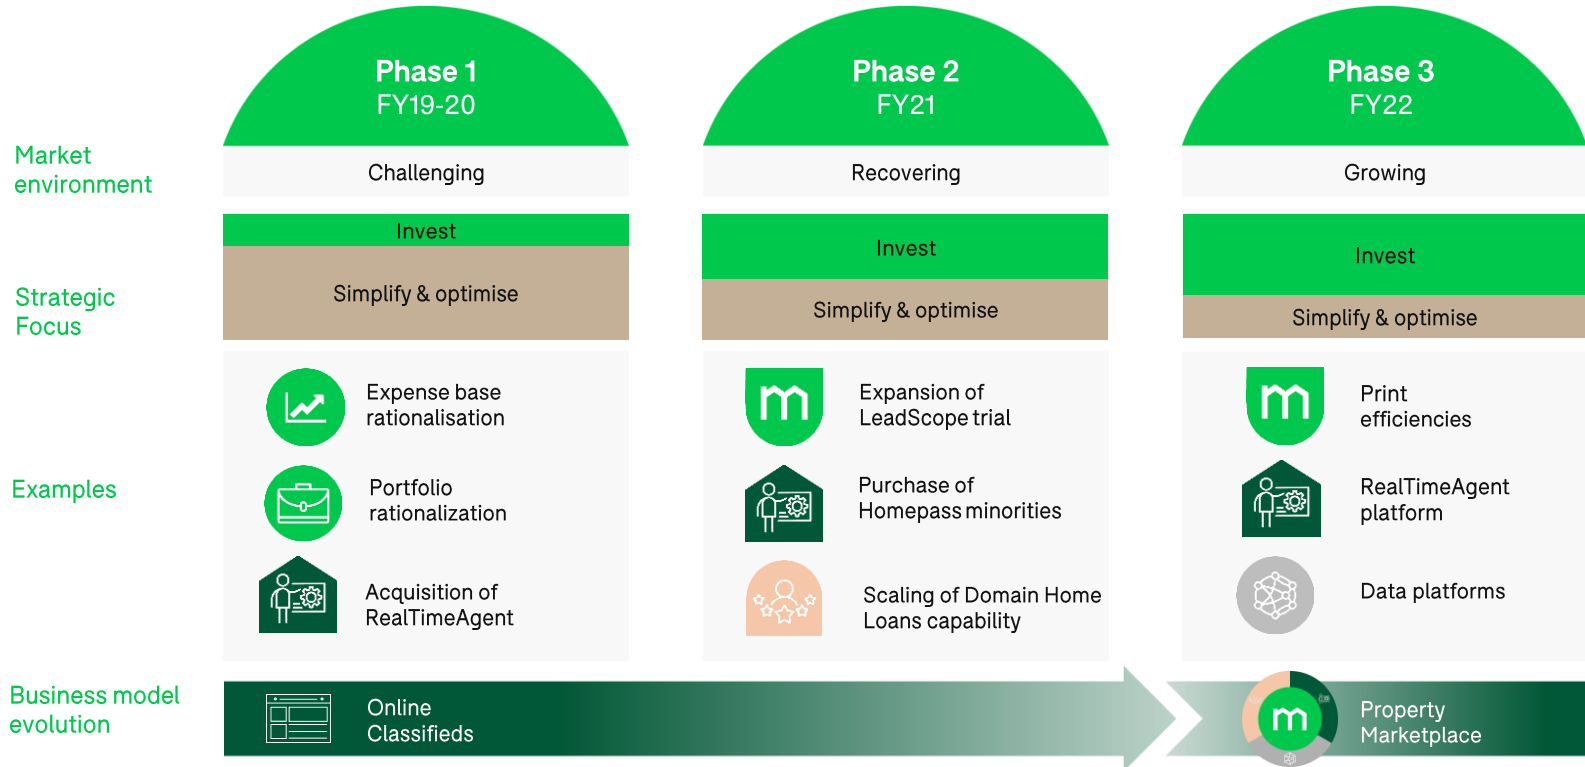 Phase 1
FY19-20
Phase 2
FY21
Phase 3
FY22
Market
environment
Challenging
Recovering
Growing
Strategic
Focus
Invest
Simplify & optimise
Invest
Simplify & optimise
Invest
Simplify & optimise
Examples
Expense base
rationalisation
Portfolio
rationalization
Acquisition of
RealTimeAgent
Expansion of
LeadScope trial
Purchase of
Homepass minorities
Scaling of Domain Home
Loans capability
Print
efficiencies
RealTimeAgent
platform
Data platforms
Business model
evolution
Online
Classifieds
Property
Marketplace